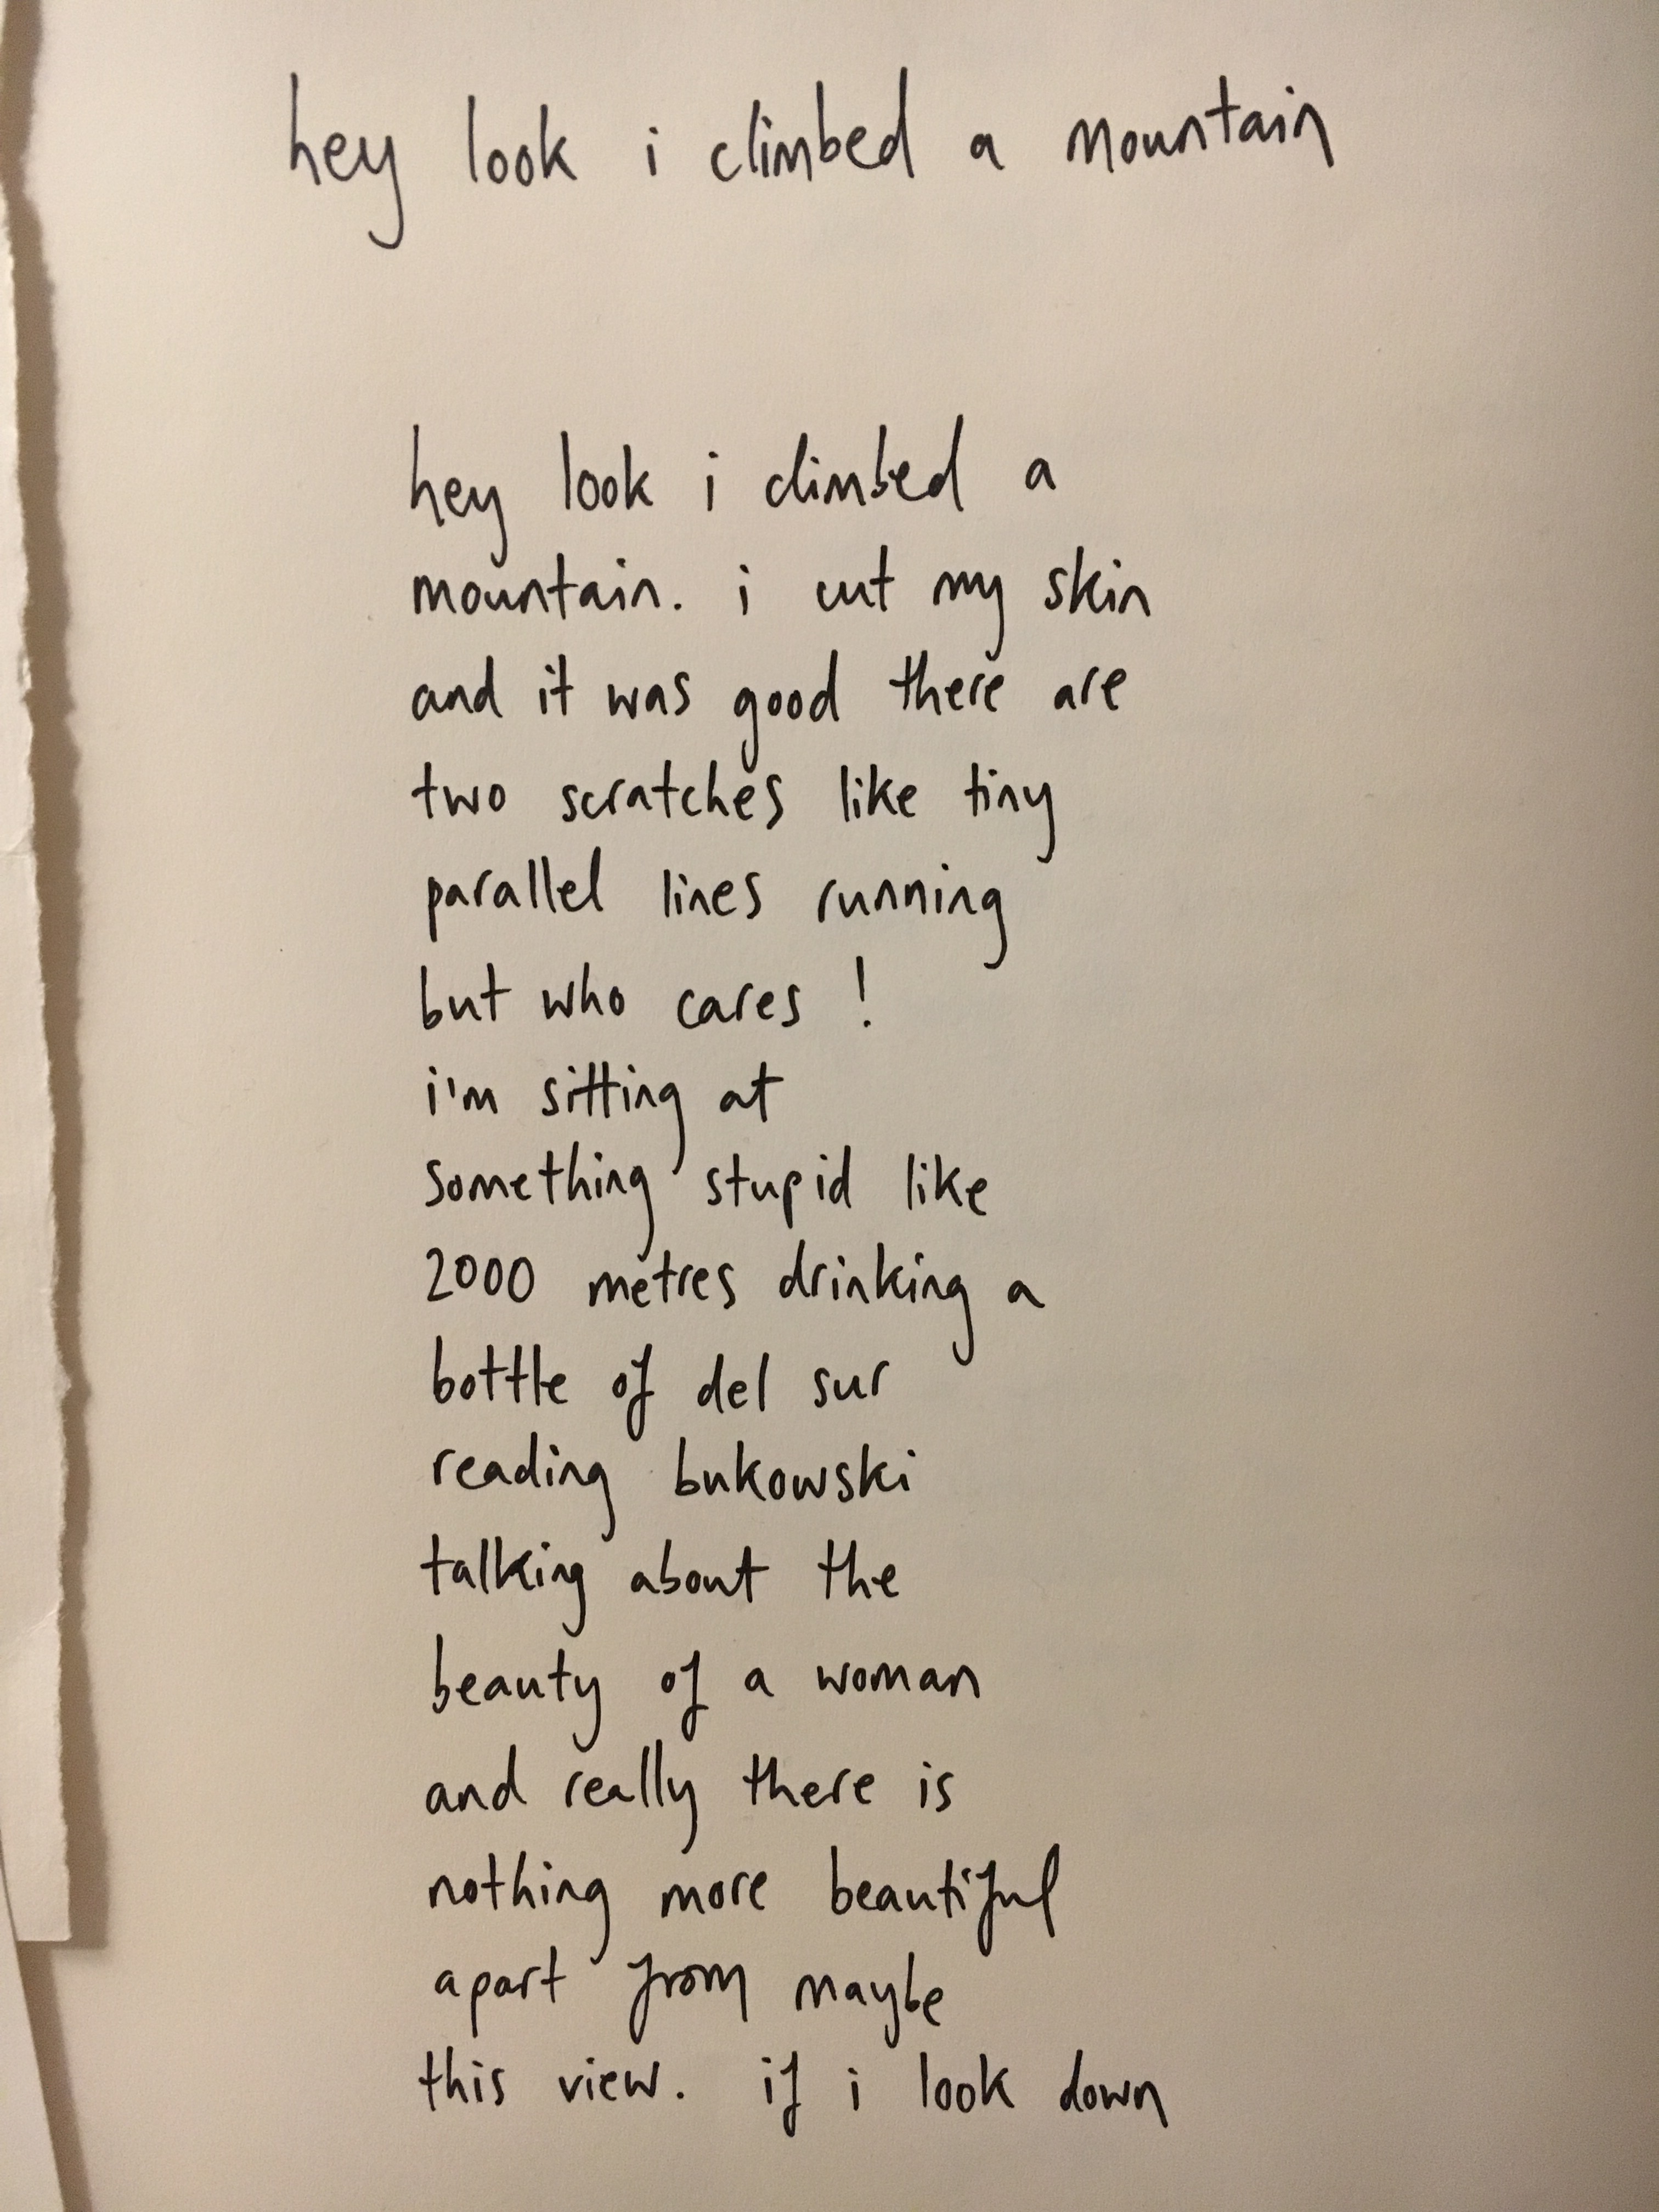 hey look i climbed a mountain
hey look i climbed a
mountain. i cut my skin
and it was good there are
two scratches like tiny
parallel lines running
but who cares !
i'm sitting at
something stupid like
2000 metres drinking a
bottle of del sur
reading bukowski
talking about the
beauty of a woman
and really there is
nothing more beautiful
apart from maybe
this view. if i look down